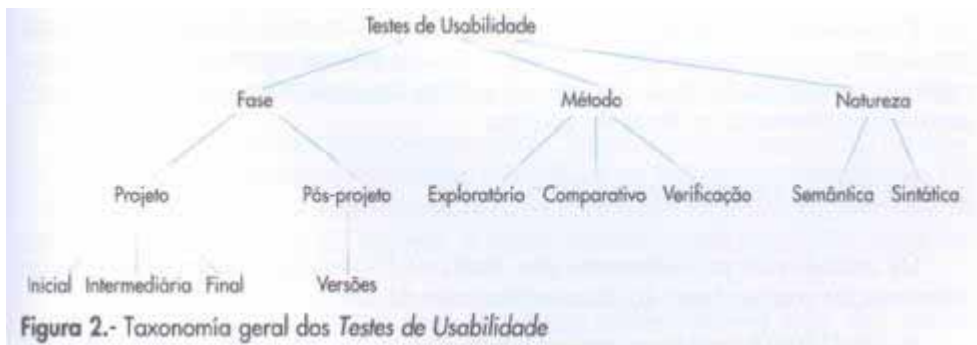 Testes de Usabilidade
Fase Método Natureza
Projeto Pós-projeto Exploratório Comparativo Verificação Semântica Sintática
Inicial Intermediária Final Versões
Figura 2.- Taxonomia geral dos Testes de Usabilidade